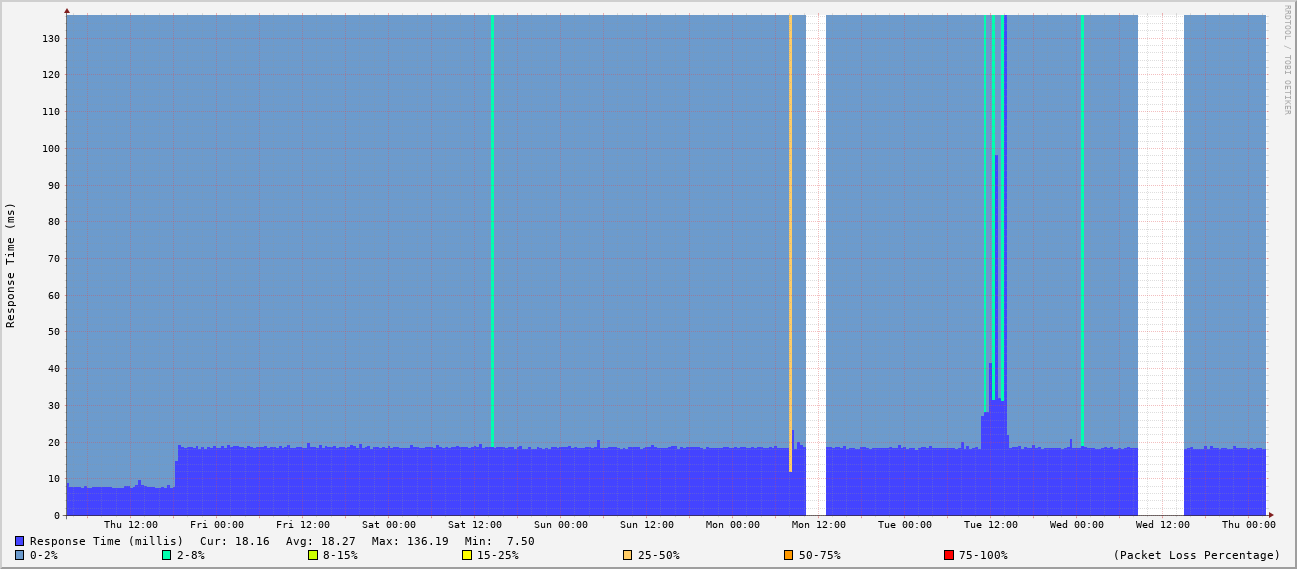 RRDTOOL / TOBI OETIKER
Response Time (ms)
130
120
110
100
90
80
70
60
50
40
30
20
10
0
Thu 12:00 Fri 00:00 Fri 12:00 Sat 00:00 Sat 12:00 Sun 00:00 Sun 12:00 Mon 00:00 Mon 12:00 Tue 00:00 Tue 12:00 Wed 00:00 Wed 12:00 Thu 00:00
Response Time (millis) Cur: 18.16 Avg: 18.27 Max: 136.19 Min: 7.50
0-2% 2-8% 8-15% 15-25% 25-50% 50-75% 75-100% (Packet Loss Percentage)